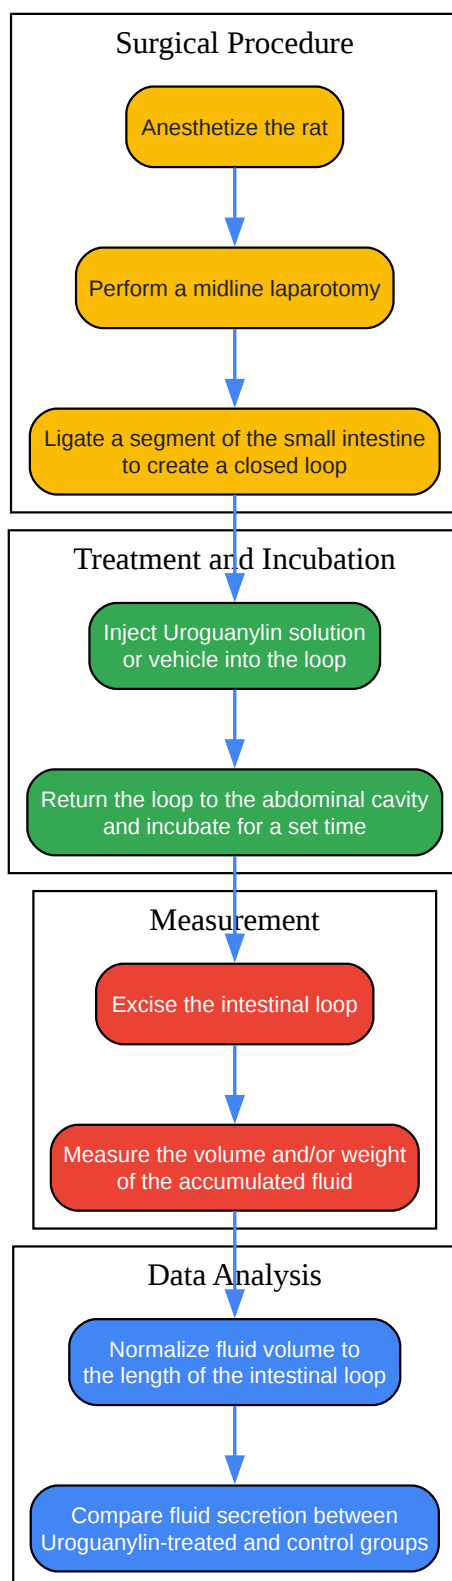 Surgical Procedure
Anesthetize the rat
Perform a midline laparotomy
Ligate a segment of the small intestine
to create a closed loop
Treatment and Incubation
Inject Uroguanylin solution
or vehicle into the loop
Return the loop to the abdominal cavity
and incubate for a set time
Measurement
Excise the intestinal loop
Measure the volume and/or weight
of the accumulated fluid
Data Analysis
Normalize fluid volume to
the length of the intestinal loop
Compare fluid secretion between
Uroguanylin-treated and control groups